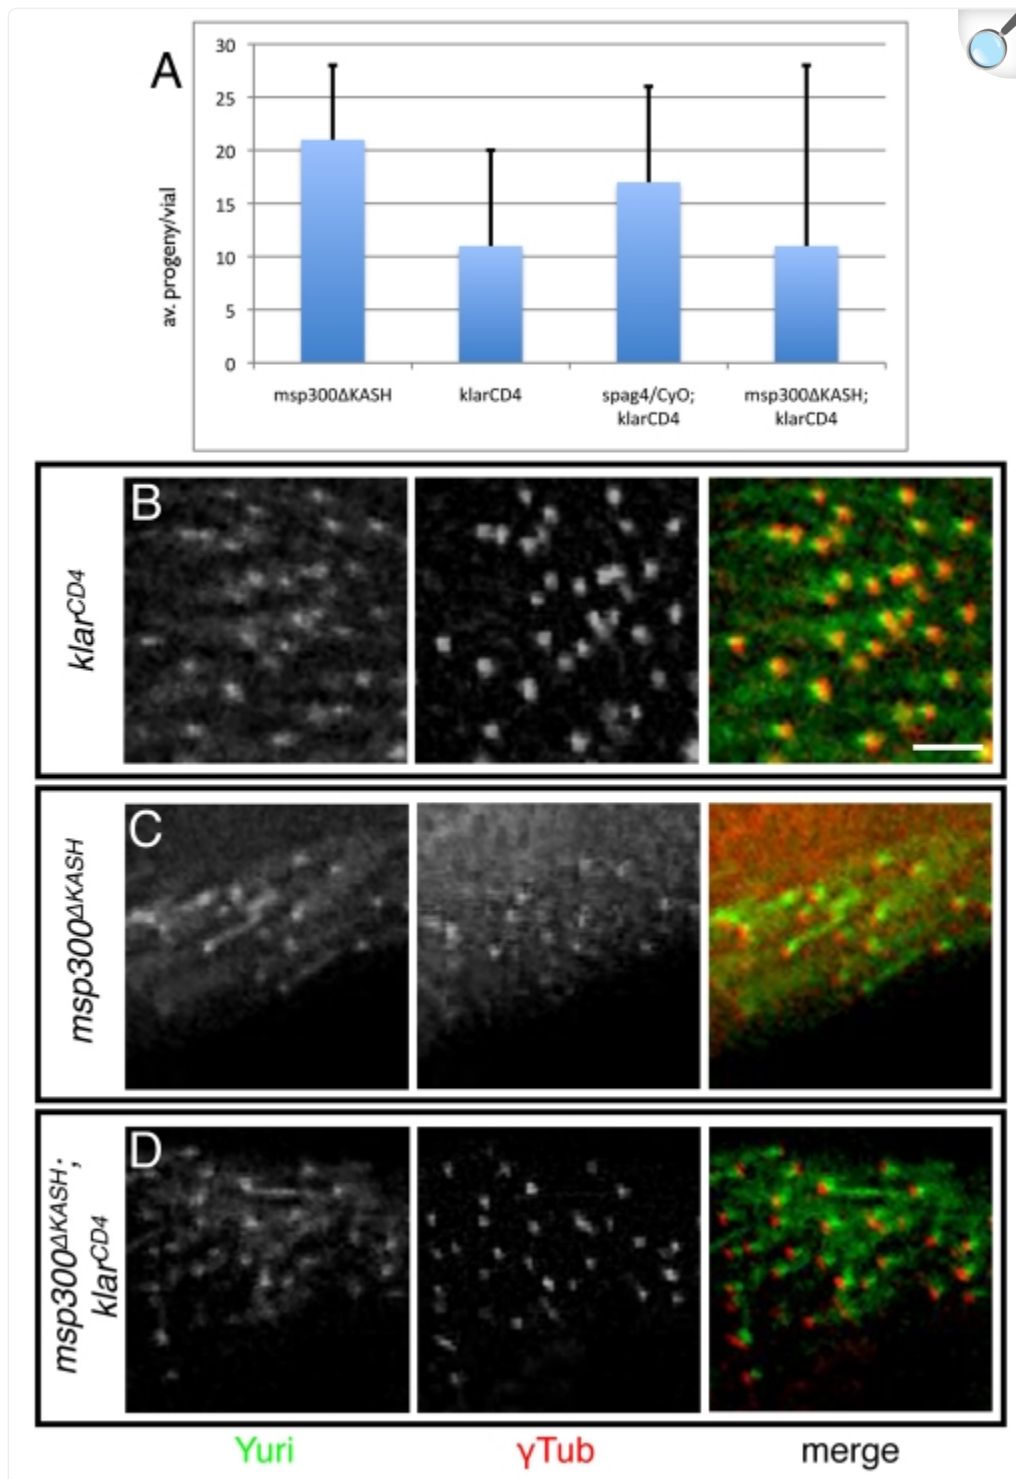 A
30
25
20
15
10
5
0
av. progeny/vial
msp300ΔKASH
klarCD4
spag4/CyO;
klarCD4
msp300ΔKASH;
klarCD4
B
klarCD4
C
msp300ΔKASH
D
msp300ΔKASH;
klarCD4
Yuri
γTub
merge